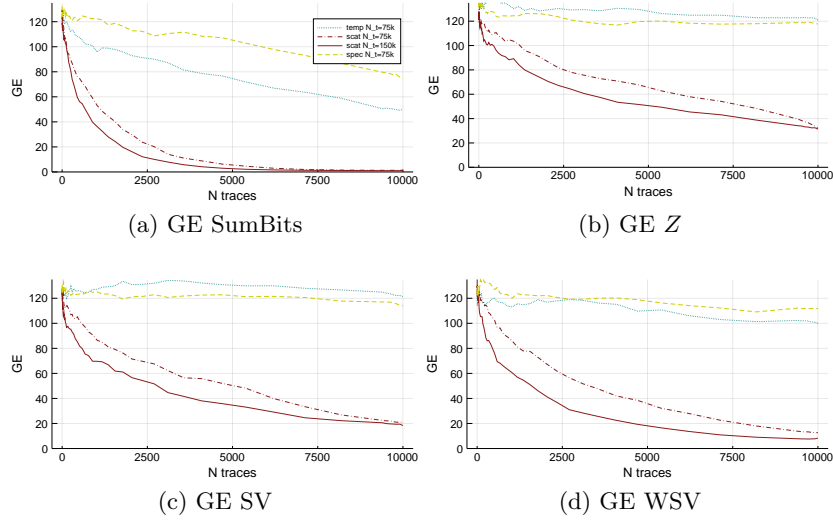 120
100
80
60
40
20
0
GE
temp N_t=75k
scat N_t=75k
scat N_t=150k
spec N_t=75k
0 2500 5000 7500 10000
N traces
(a) GE SumBits
120
100
80
60
40
20
0
GE
0 2500 5000 7500 10000
N traces
(b) GE Z
120
100
80
60
40
20
0
GE
0 2500 5000 7500 10000
N traces
(c) GE SV
120
100
80
60
40
20
0
GE
0 2500 5000 7500 10000
N traces
(d) GE WSV